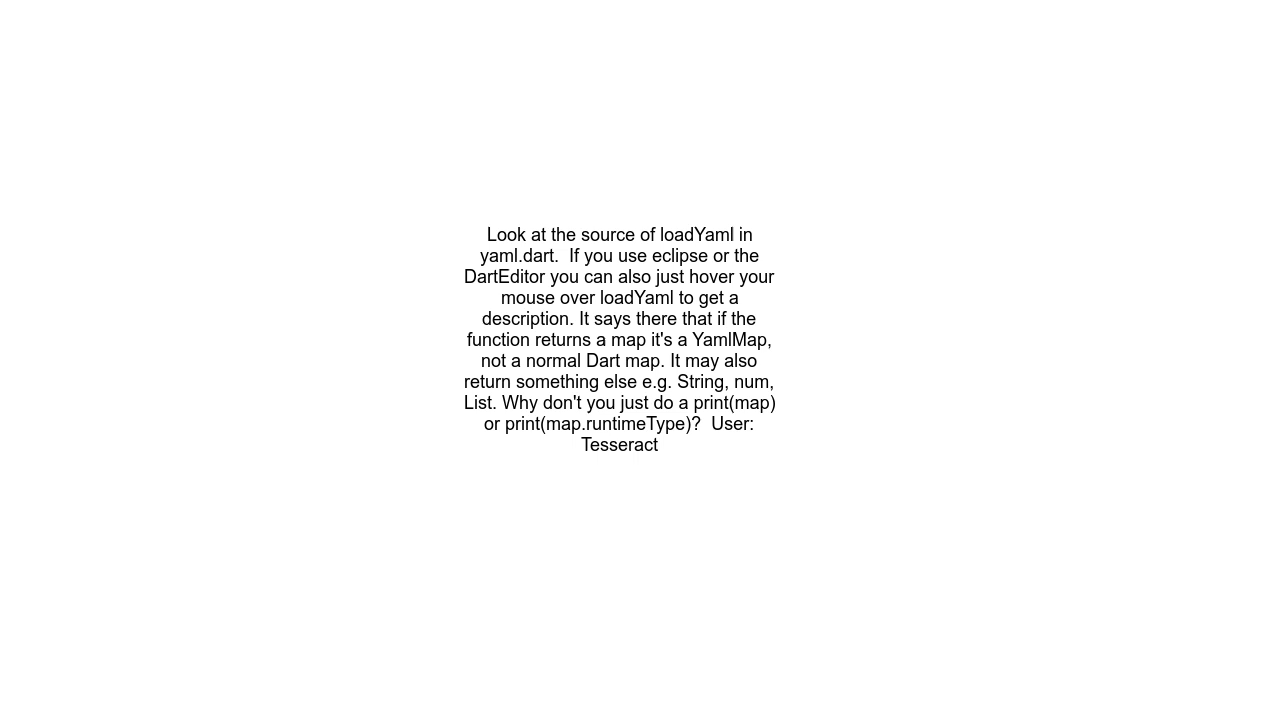 Look at the source of loadYaml in
yaml.dart.  If you use eclipse or the
DartEditor you can also just hover your
mouse over loadYaml to get a
description. It says there that if the
function returns a map it's a YamlMap,
not a normal Dart map. It may also
return something else e.g. String, num,
List. Why don't you just do a print(map)
or print(map.runtimeType)?  User:
Tesseract